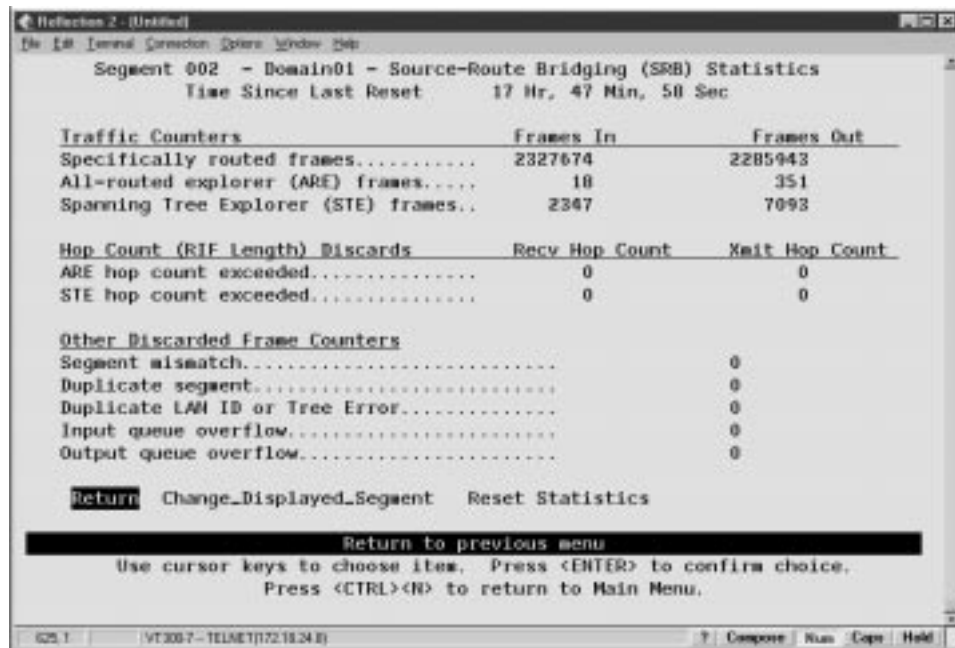 Reflection 2 - (Untitled)
File Edit Terminal Connection Options Window Help
Segment 002 - Domain01 - Source-Route Bridging (SRB) Statistics
Time Since Last Reset 17 Hr, 47 Min, 58 Sec
Traffic Counters Frames In Frames Out
Specifically routed frames........... 2327674 2285943
All-routed explorer (ARE) frames..... 18 351
Spanning Tree Explorer (STE) frames.. 2347 7093
Hop Count (RIF Length) Discards Recv Hop Count Xmit Hop Count
ARE hop count exceeded............... 0 0
STE hop count exceeded............... 0 0
Other Discarded Frame Counters
Segment mismatch............................ 0
Duplicate segment........................... 0
Duplicate LAN ID or Tree Error.............. 0
Input queue overflow........................ 0
Output queue overflow....................... 0
Return Change_Displayed_Segment Reset Statistics
Return to previous menu
Use cursor keys to choose item. Press <ENTER> to confirm choice.
Press <CTRL><N> to return to Main Menu.
VT300-7 -- TELNET(172.18.24.8) ? Compose Num Caps Hold